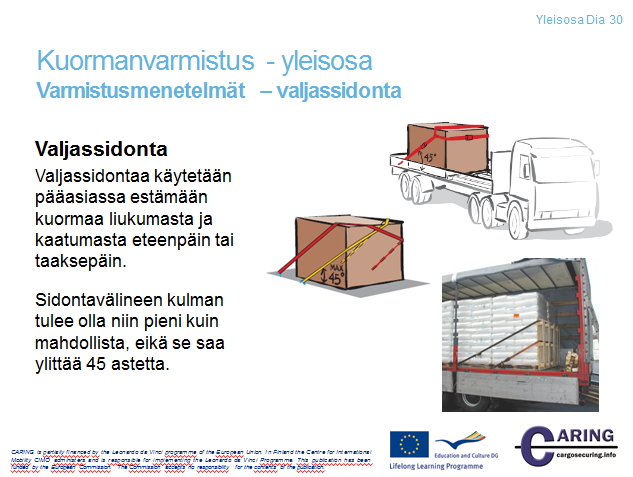 Yleisosa Dia 30
Kuormanvarmistus - yleisosa
Varmistusmenetelmät – valjassidonta
Valjassidonta
Valjassidontaa käytetään
pääasiassa estämään
kuormaa liukumasta ja
kaatumasta eteenpäin tai
taaksepäin.
Sidontavälineen kulman
tulee olla niin pieni kuin
mahdollista, eikä se saa
ylittää 45 astetta.
45°
MAX
45°
CARING is partially financed by the Leonardo da Vinci programme of the European Union. In Finland the Centre for International
Mobility CIMO administers and is responsible for implementing the Leonardo da Vinci Programme. This publication has been
funded by the European Commission. The Commission accepts no responsibility for the contents of the publication.
Education and Culture DG
Lifelong Learning Programme
CARING
cargosecuring.info